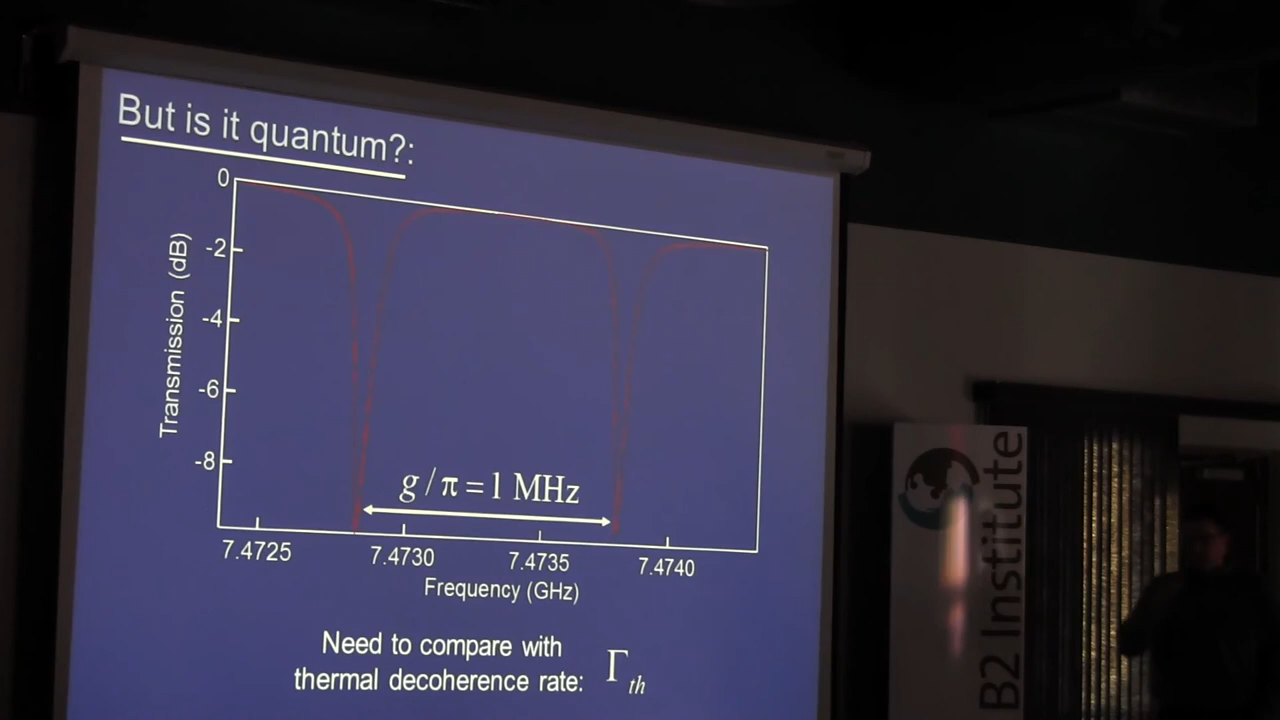 But is it quantum?:
0
-2
-4
-6
-8
Transmission (dB)
g / π = 1 MHz
7.4725
7.4730
7.4735
7.4740
Frequency (GHz)
Need to compare with
thermal decoherence rate: Γth
B2 Institute